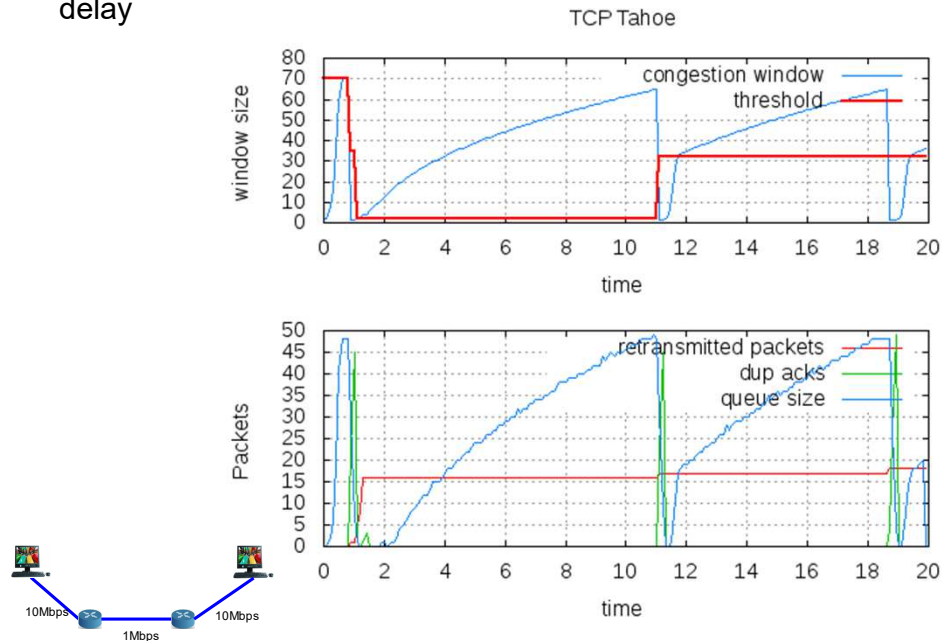 delay
TCP Tahoe
80
70
60
50
40
30
20
10
0
window size
congestion window
threshold
0 2 4 6 8 10 12 14 16 18 20
time
50
45
40
35
30
25
20
15
10
5
0
Packets
retransmitted packets
dup acks
queue size
0 2 4 6 8 10 12 14 16 18 20
time
10Mbps
1Mbps
10Mbps